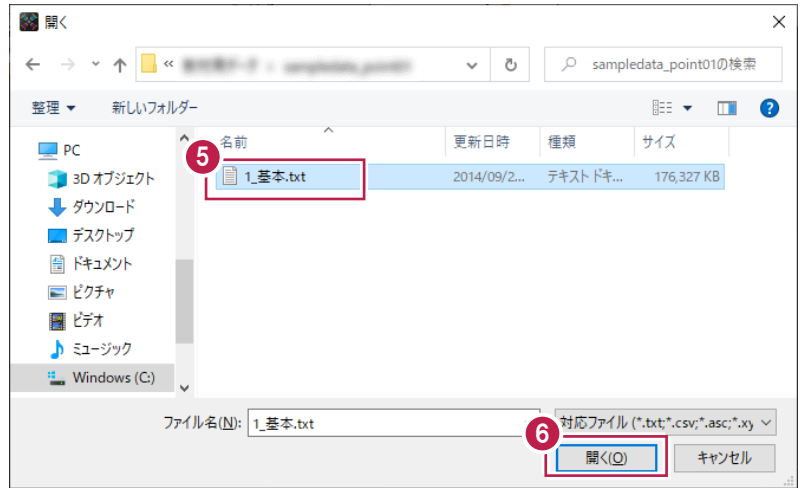 開く
« sampledata_point01の検索
整理 ▼ 新しいフォルダー
名前 更新日時 種類 サイズ
PC
5
1_基本.txt 2014/09/2... テキスト ドキ... 176,327 KB
3D オブジェクト
ダウンロード
デスクトップ
ドキュメント
ピクチャ
ビデオ
ミュージック
Windows (C:)
ファイル名(N): 1_基本.txt 対応ファイル (*.txt;*.csv;*.asc;*.xy
6
開く(O) キャンセル